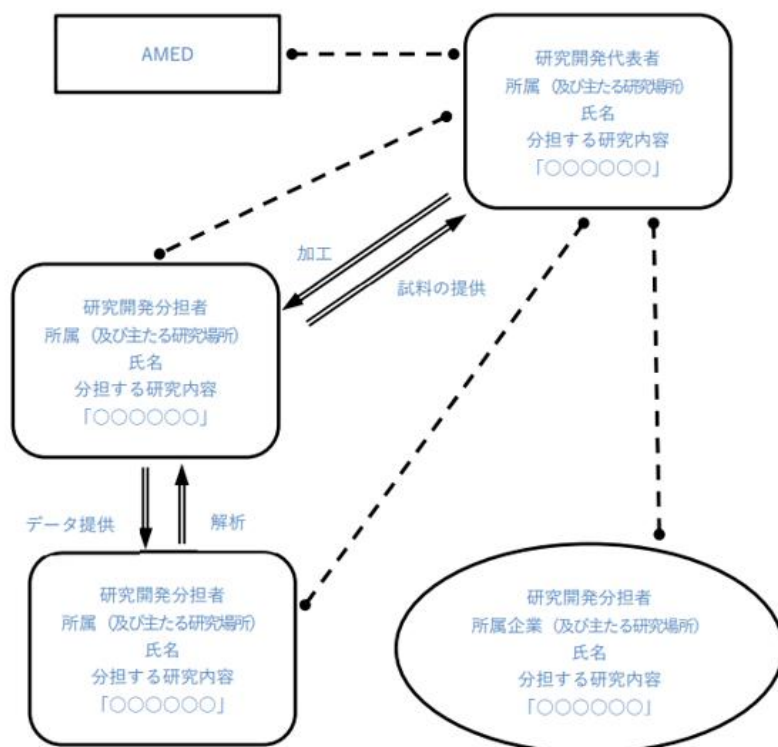 AMED
研究開発代表者
所属（及び主たる研究場所）
氏名
分担する研究内容
「○○○○○○」
加工
試料の提供
研究開発分担者
所属（及び主たる研究場所）
氏名
分担する研究内容
「○○○○○○」
データ提供
解析
研究開発分担者
所属（及び主たる研究場所）
氏名
分担する研究内容
「○○○○○○」
研究開発分担者
所属企業（及び主たる研究場所）
氏名
分担する研究内容
「○○○○○○」